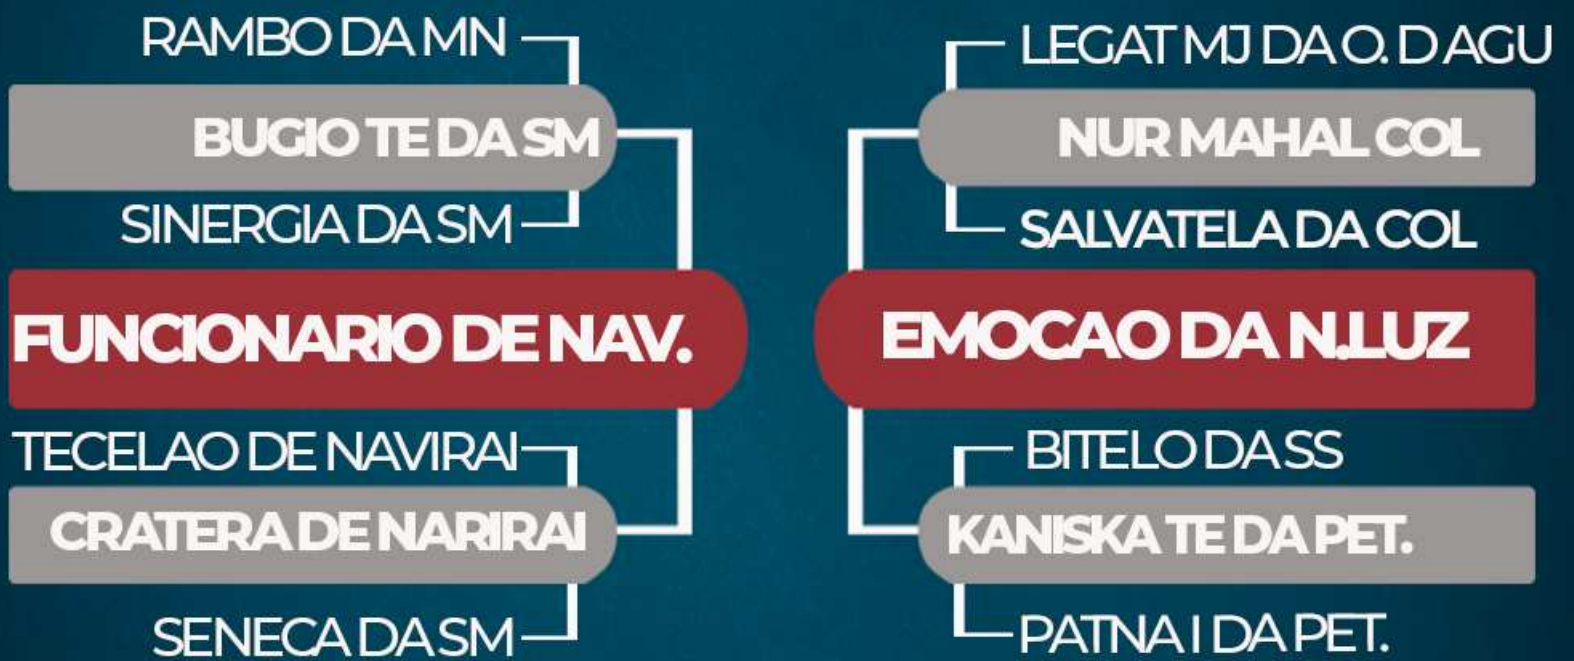 RAMBO DA MN
BUGIO TE DA SM
SINERGIA DA SM
FUNCIONARIO DE NAV.
TECELAO DE NAVIRAI
CRATERA DE NARIRAI
SENECA DA SM
LEGAT MJ DA O. D AGU
NUR MAHAL COL
SALVATELA DA COL
EMOCAO DA N.LUZ
BITELO DA SS
KANISKA TE DA PET.
PATNA I DA PET.